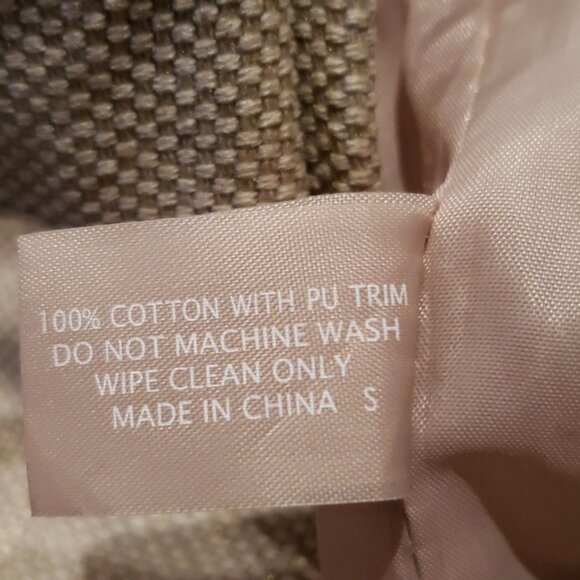 100% COTTON WITH PU TRIM
DO NOT MACHINE WASH
WIPE CLEAN ONLY
MADE IN CHINA S